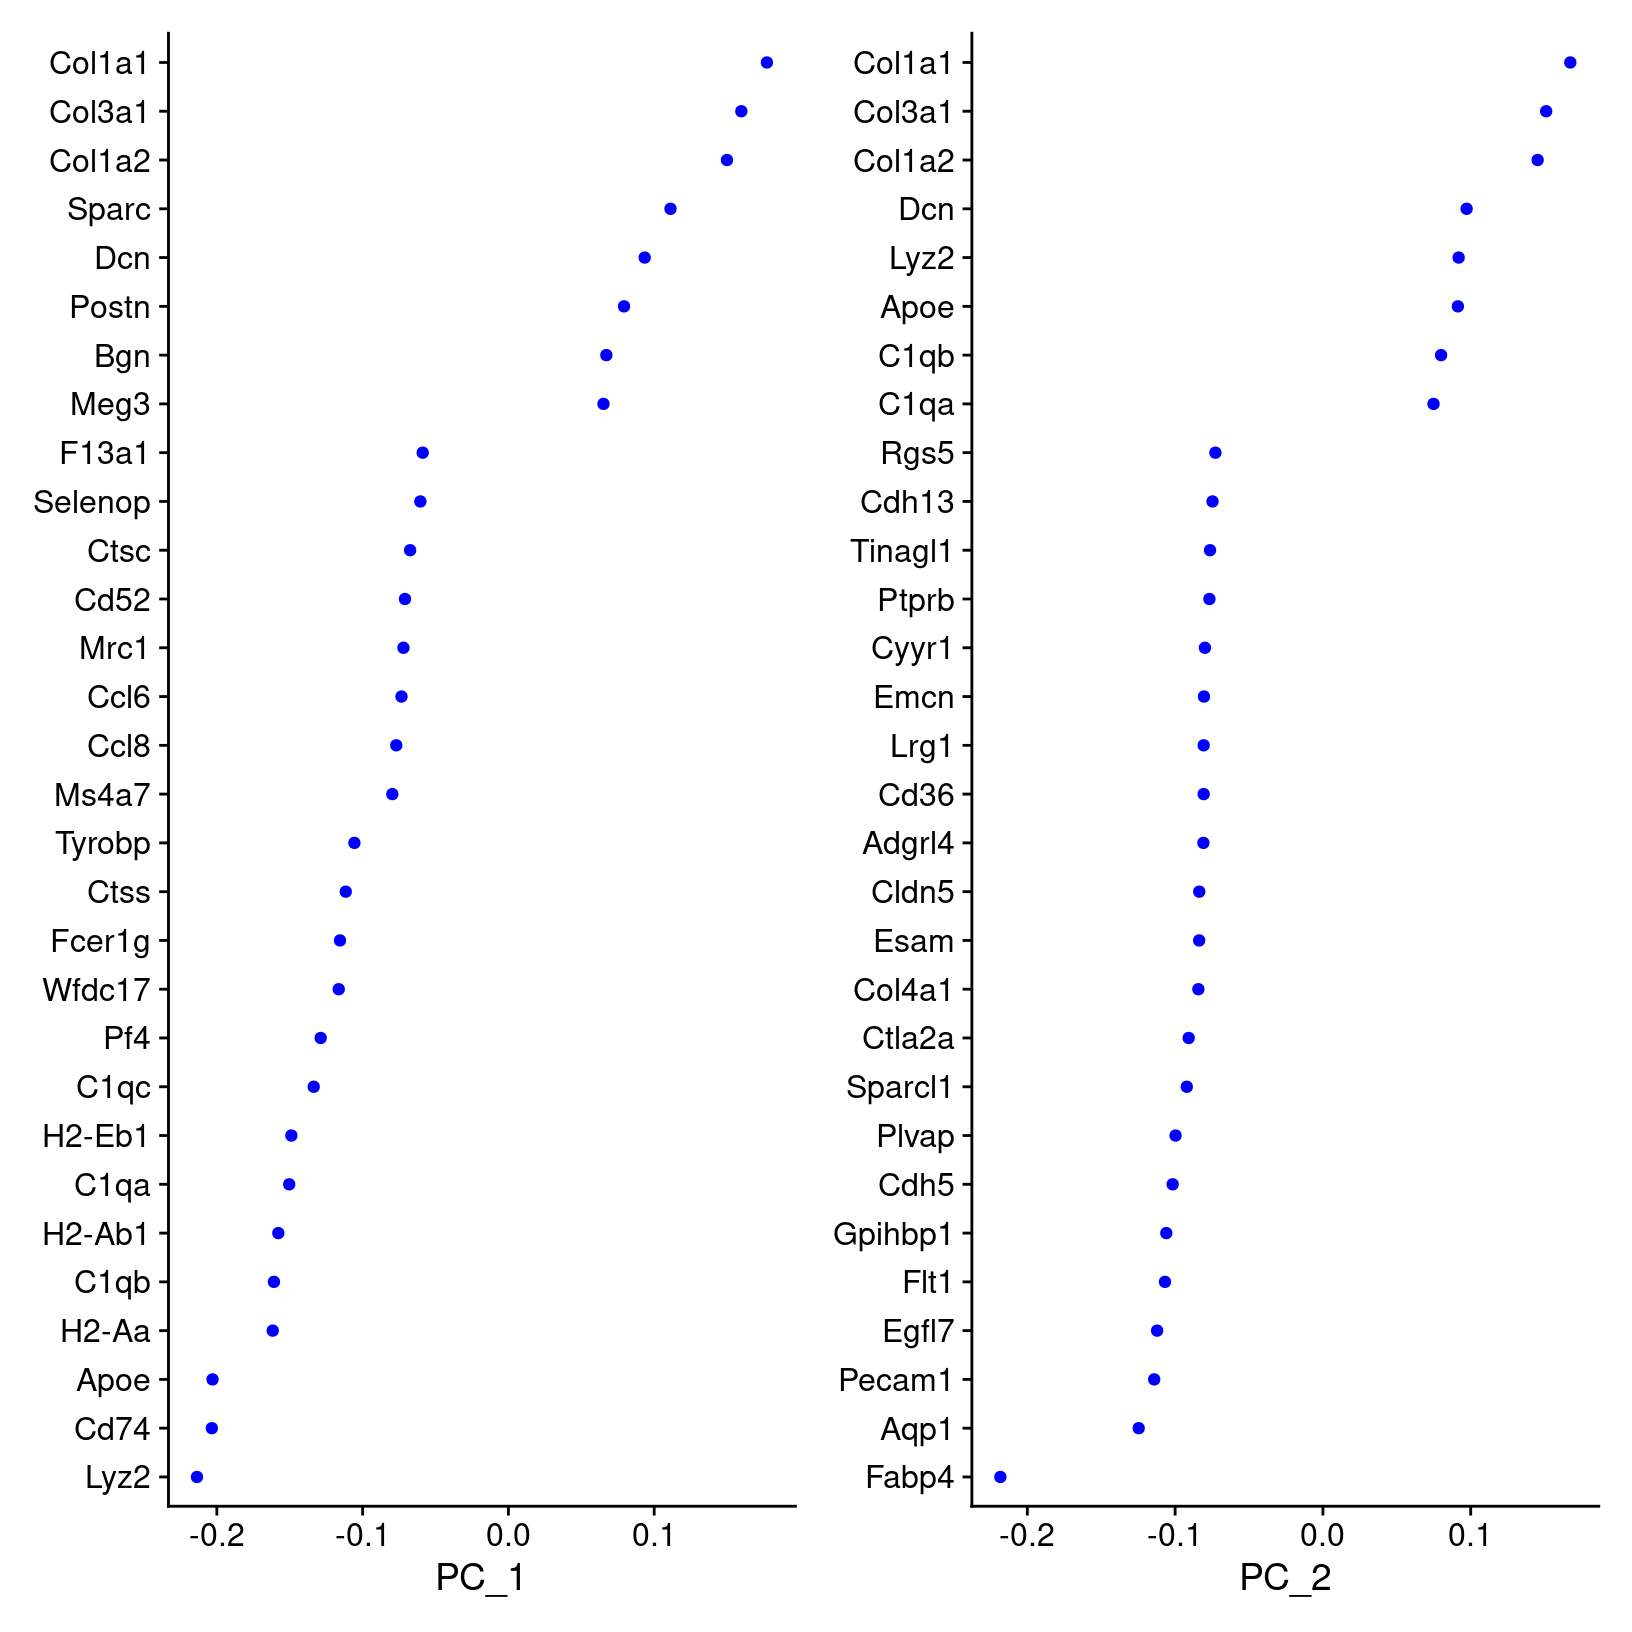 Col1a1
Col3a1
Col1a2
Sparc
Dcn
Postn
Bgn
Meg3
F13a1
Selenop
Ctsc
Cd52
Mrc1
Ccl6
Ccl8
Ms4a7
Tyrobp
Ctss
Fcer1g
Wfdc17
Pf4
C1qc
H2-Eb1
C1qa
H2-Ab1
C1qb
H2-Aa
Apoe
Cd74
Lyz2
-0.2 -0.1 0.0 0.1
PC_1
Col1a1
Col3a1
Col1a2
Dcn
Lyz2
Apoe
C1qb
C1qa
Rgs5
Cdh13
Tinagl1
Ptprb
Cyyr1
Emcn
Lrg1
Cd36
Adgrl4
Cldn5
Esam
Col4a1
Ctla2a
Sparcl1
Plvap
Cdh5
Gpihbp1
Flt1
Egfl7
Pecam1
Aqp1
Fabp4
-0.2 -0.1 0.0 0.1
PC_2